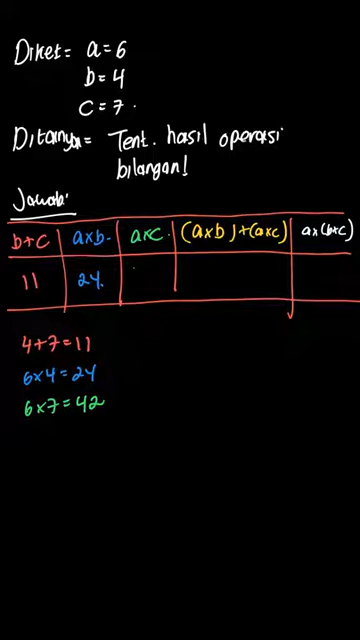 Diket= a=6
b=4
c=7.
Ditanya= Tent. hasil operasi
bilangan!
Jawab:
b+c | a×b. | a×c. | (a×b)+(a×c) | a×(b+c)
11 | 24.
4+7=11
6×4=24
6×7=42